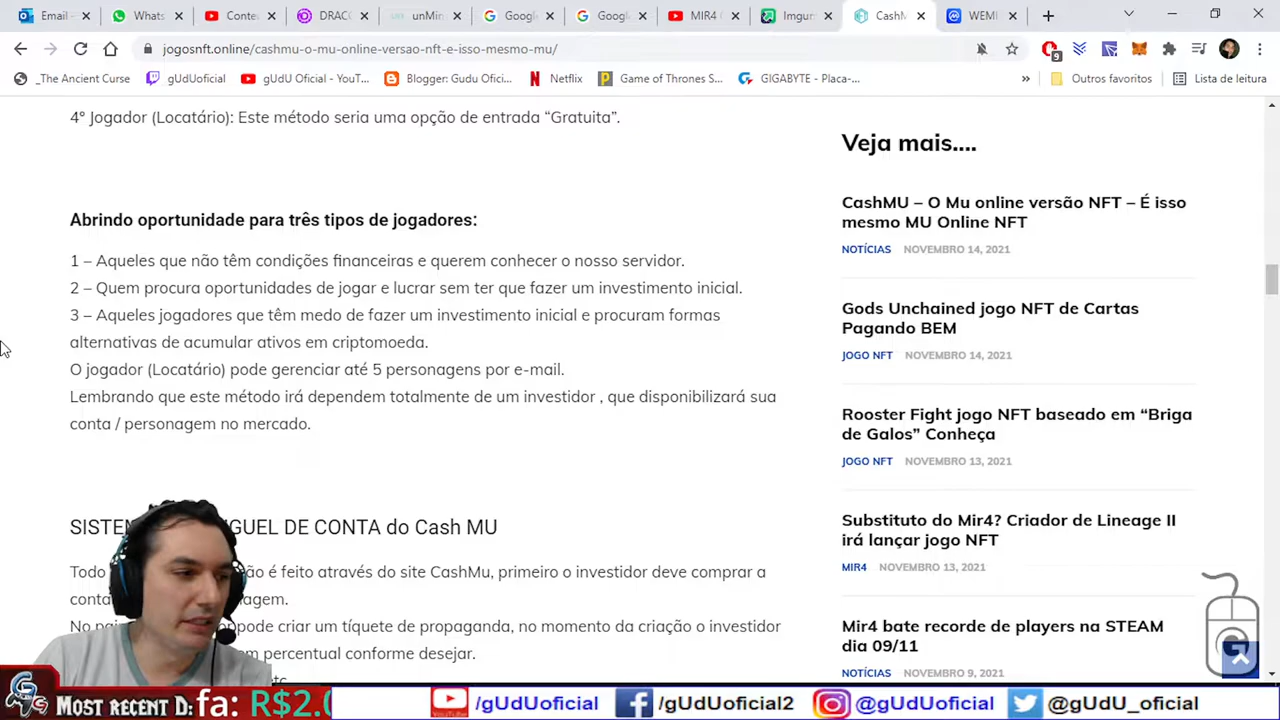 Email –
Whats
Conteú
DRACO
unMin
Google
Google
MIR4 C
Imgur
CashM
WEMI
jogosnft.online/cashmu-o-mu-online-versao-nft-e-isso-mesmo-mu/
9
_The Ancient Curse
gUdUoficial
gUdU Oficial - YouT...
Blogger: Gudu Ofici...
Netflix
Game of Thrones S...
GIGABYTE - Placa-...
»
Outros favoritos
Lista de leitura
4º Jogador (Locatário): Este método seria uma opção de entrada “Gratuita”.
Abrindo oportunidade para três tipos de jogadores:
1 – Aqueles que não têm condições financeiras e querem conhecer o nosso servidor.
2 – Quem procura oportunidades de jogar e lucrar sem ter que fazer um investimento inicial.
3 – Aqueles jogadores que têm medo de fazer um investimento inicial e procuram formas
alternativas de acumular ativos em criptomoeda.
O jogador (Locatário) pode gerenciar até 5 personagens por e-mail.
Lembrando que este método irá dependem totalmente de um investidor , que disponibilizará sua
conta / personagem no mercado.
GUEL DE CONTA do Cash MU
Todo
ão é feito através do site CashMu, primeiro o investidor deve comprar a
conta
agem.
pode criar um tíquete de propaganda, no momento da criação o investidor
percentual conforme desejar.
Veja mais....
CashMU – O Mu online versão NFT – É isso
mesmo MU Online NFT
NOTÍCIAS NOVEMBRO 14, 2021
Gods Unchained jogo NFT de Cartas
Pagando BEM
JOGO NFT NOVEMBRO 14, 2021
Rooster Fight jogo NFT baseado em “Briga
de Galos” Conheça
JOGO NFT NOVEMBRO 13, 2021
Substituto do Mir4? Criador de Lineage II
irá lançar jogo NFT
MIR4 NOVEMBRO 13, 2021
Mir4 bate recorde de players na STEAM
dia 09/11
NOTÍCIAS NOVEMBRO 9, 2021
Most recent D:
fa: R$2.0
/gUdUoficial
/gUdUoficial2
@gUdUoficial
@gUdU_oficial